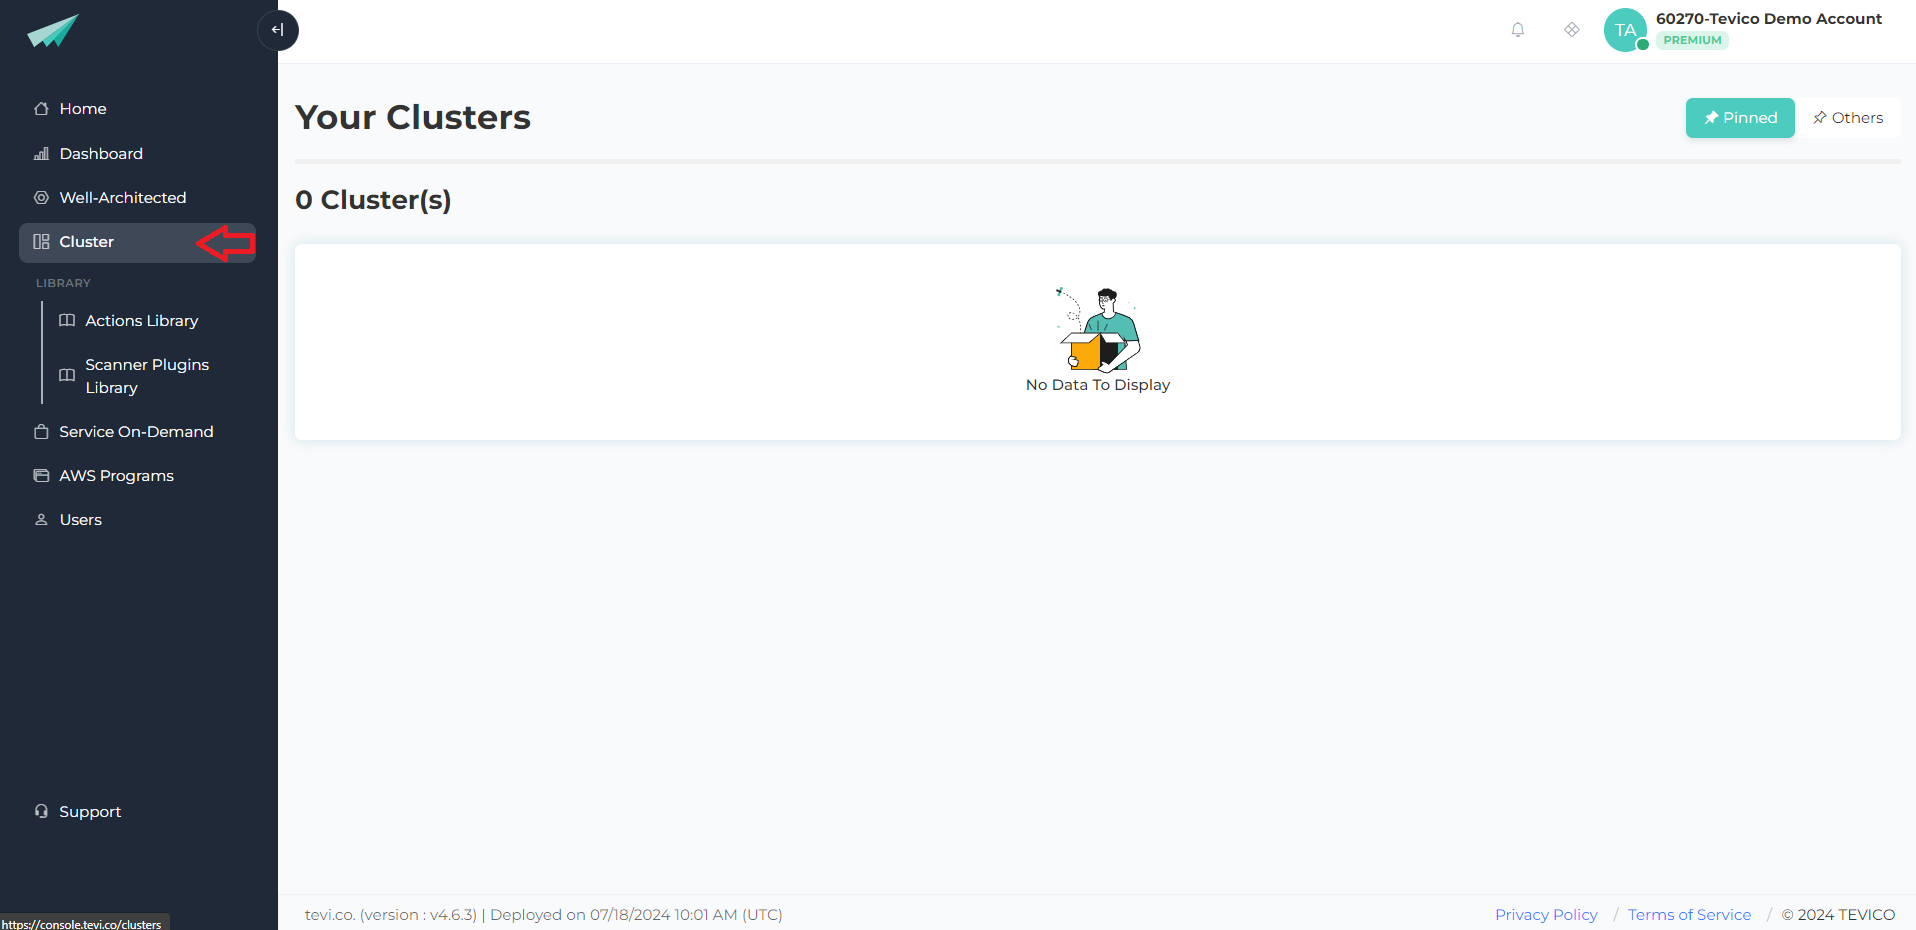 Home
Dashboard
Well-Architected
Cluster
LIBRARY
Actions Library
Scanner Plugins
Library
Service On-Demand
AWS Programs
Users
Support
https://console.tevi.co/clusters
TA
60270-Tevico Demo Account
PREMIUM
Your Clusters
Pinned
Others
0 Cluster(s)
No Data To Display
tevi.co. (version : v4.6.3) | Deployed on 07/18/2024 10:01 AM (UTC)
Privacy Policy / Terms of Service / © 2024 TEVICO